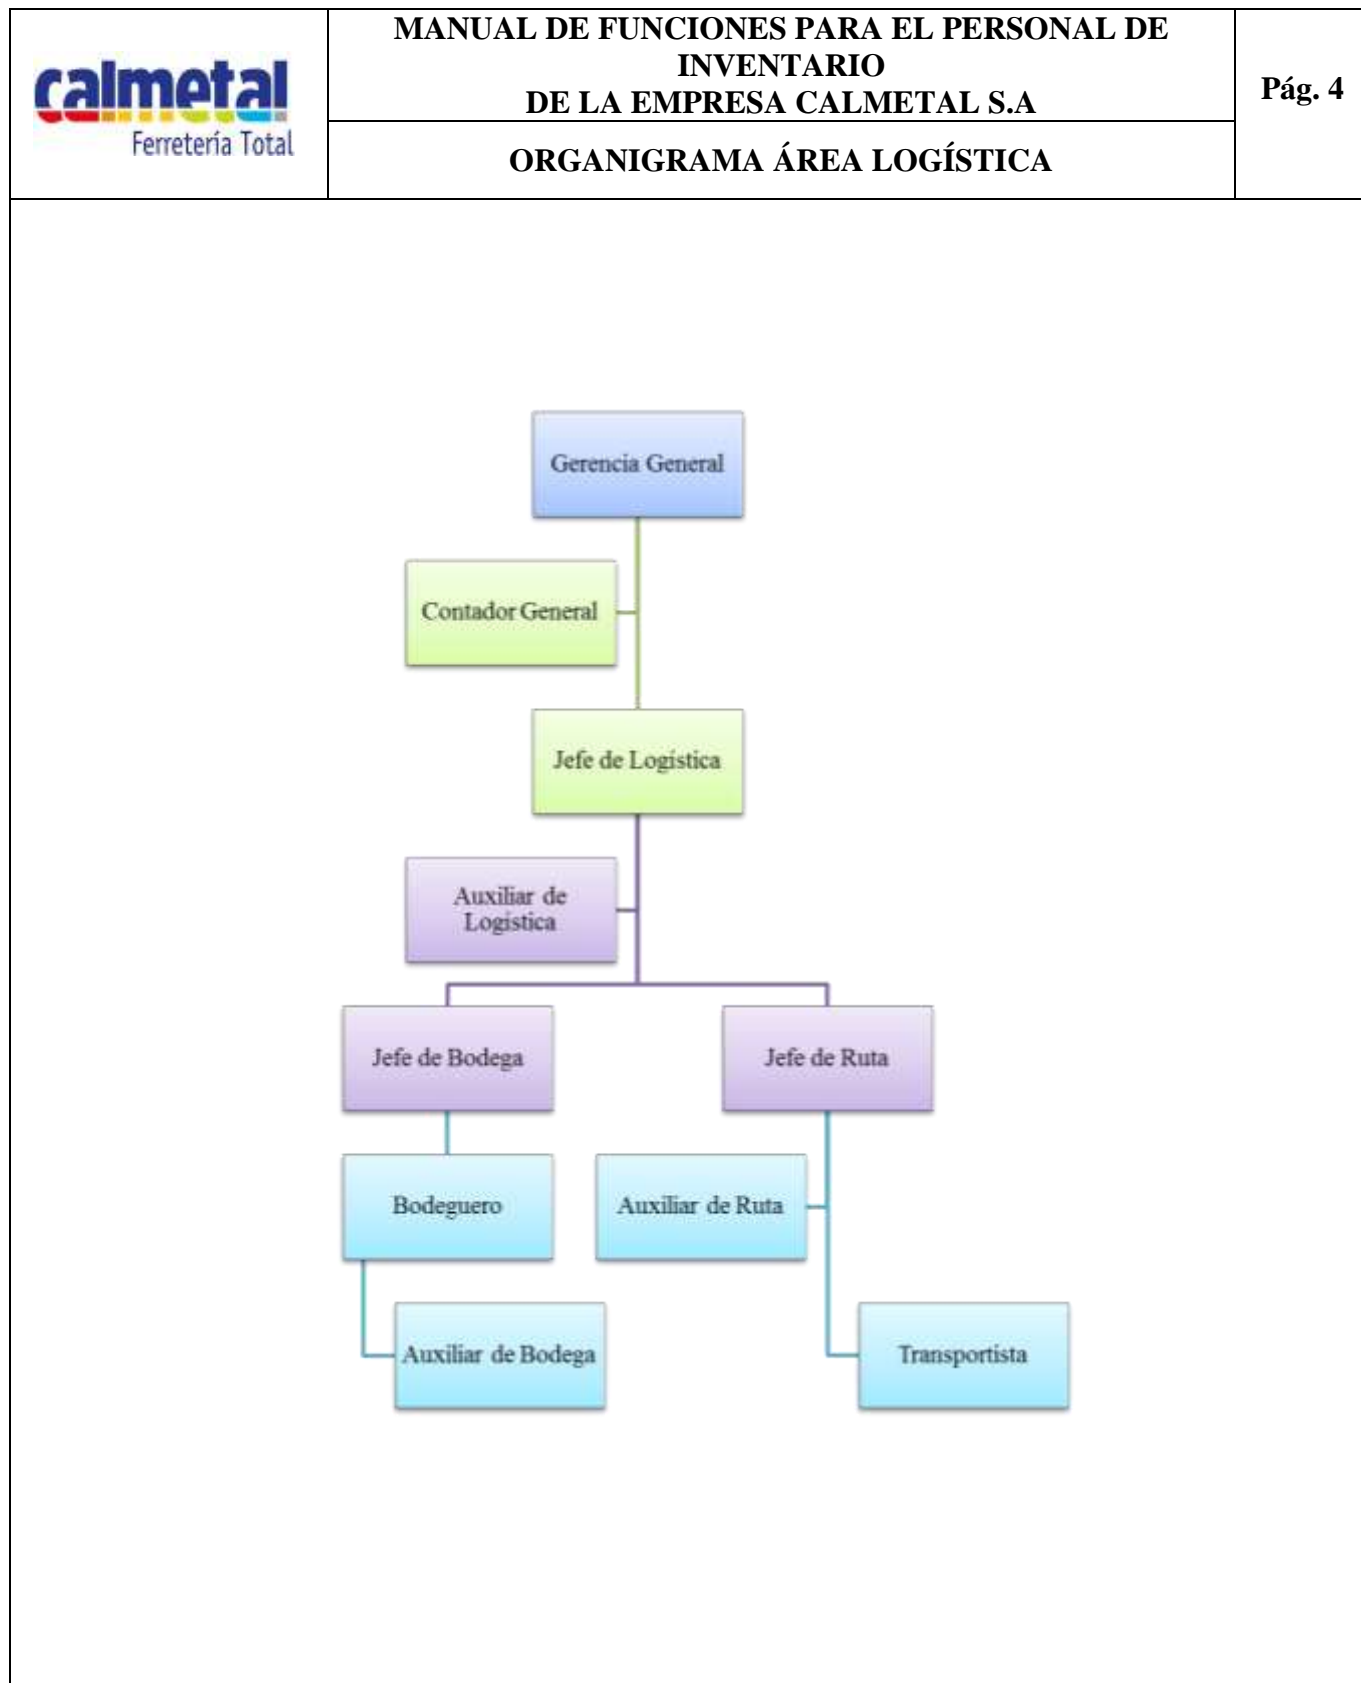 calmetal
Ferretería Total
MANUAL DE FUNCIONES PARA EL PERSONAL DE
INVENTARIO
DE LA EMPRESA CALMETAL S.A
Pág. 4
ORGANIGRAMA ÁREA LOGÍSTICA
Gerencia General
Contador General
Jefe de Logística
Auxiliar de
Logística
Jefe de Bodega
Jefe de Ruta
Bodeguero
Auxiliar de Ruta
Auxiliar de Bodega
Transportista